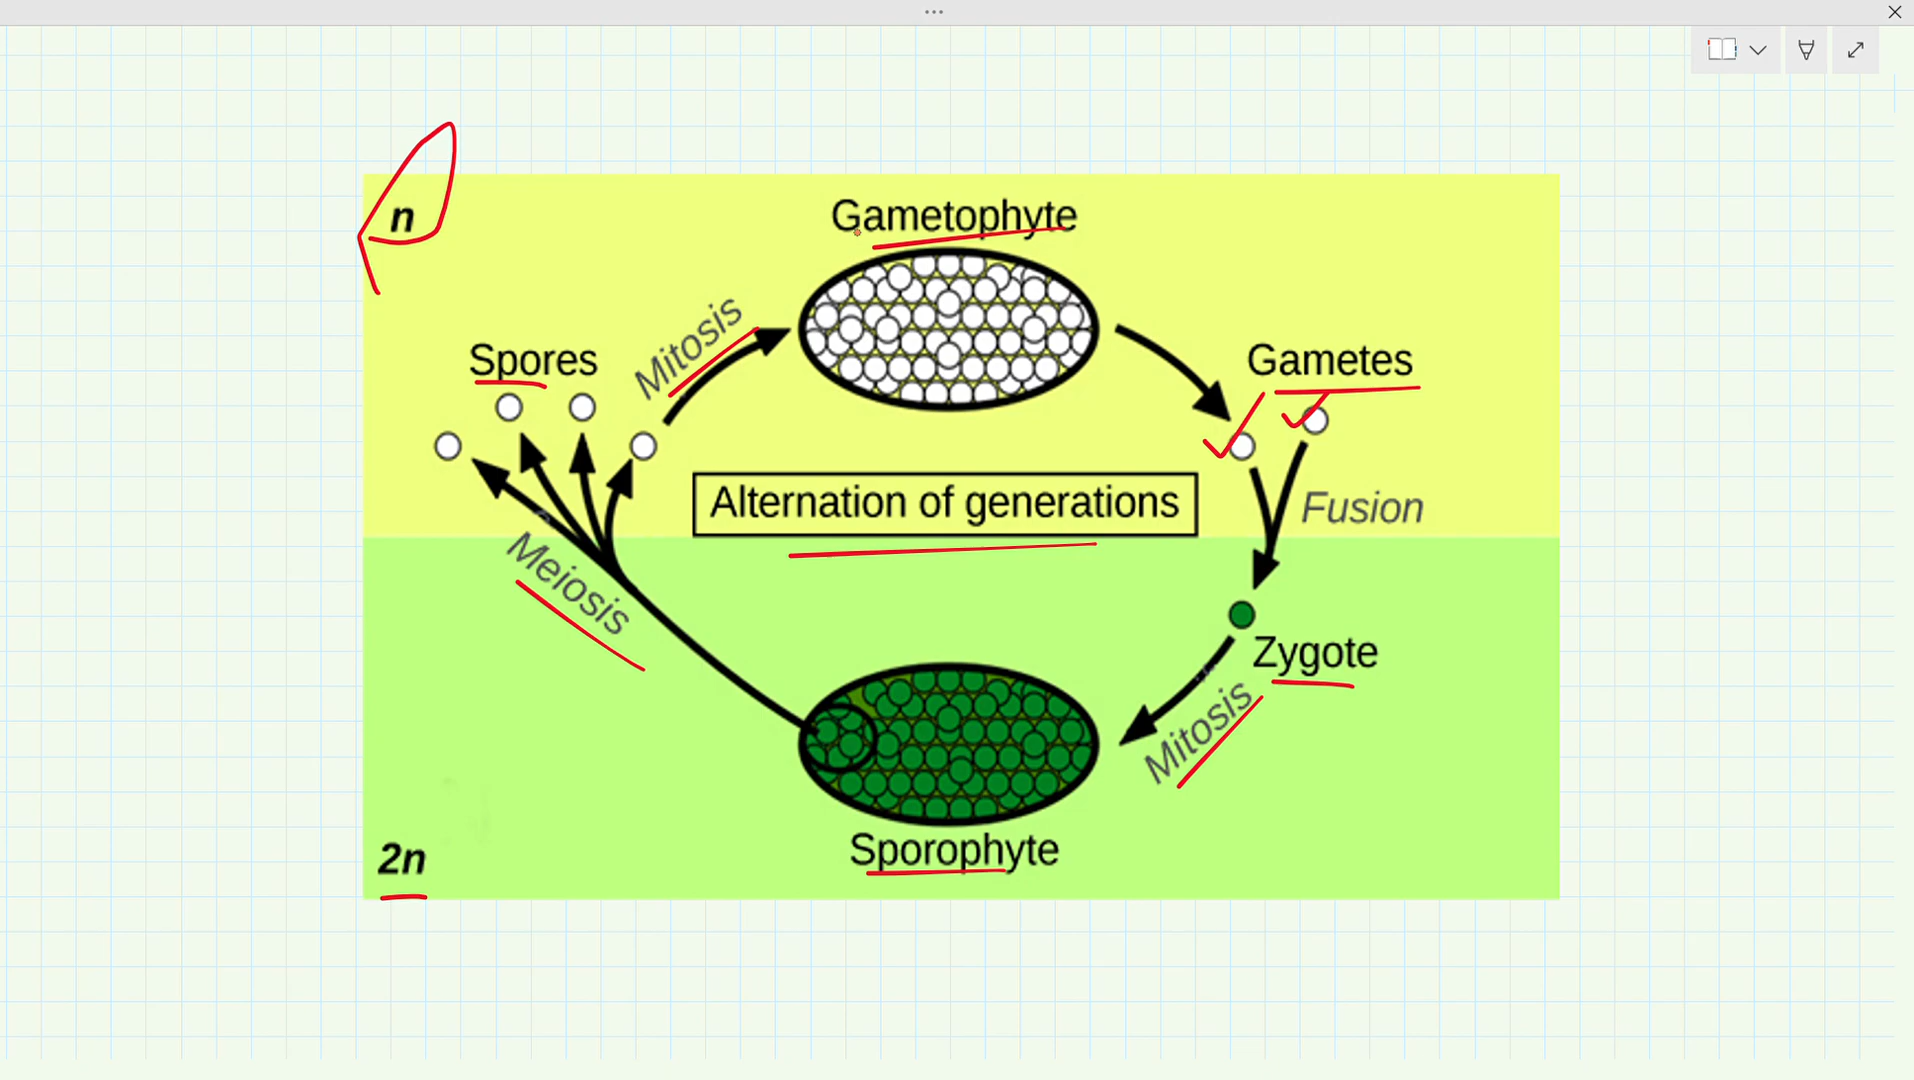 n
Gametophyte
Mitosis
Spores
Gametes
Alternation of generations
Fusion
Meiosis
Zygote
Mitosis
Sporophyte
2n